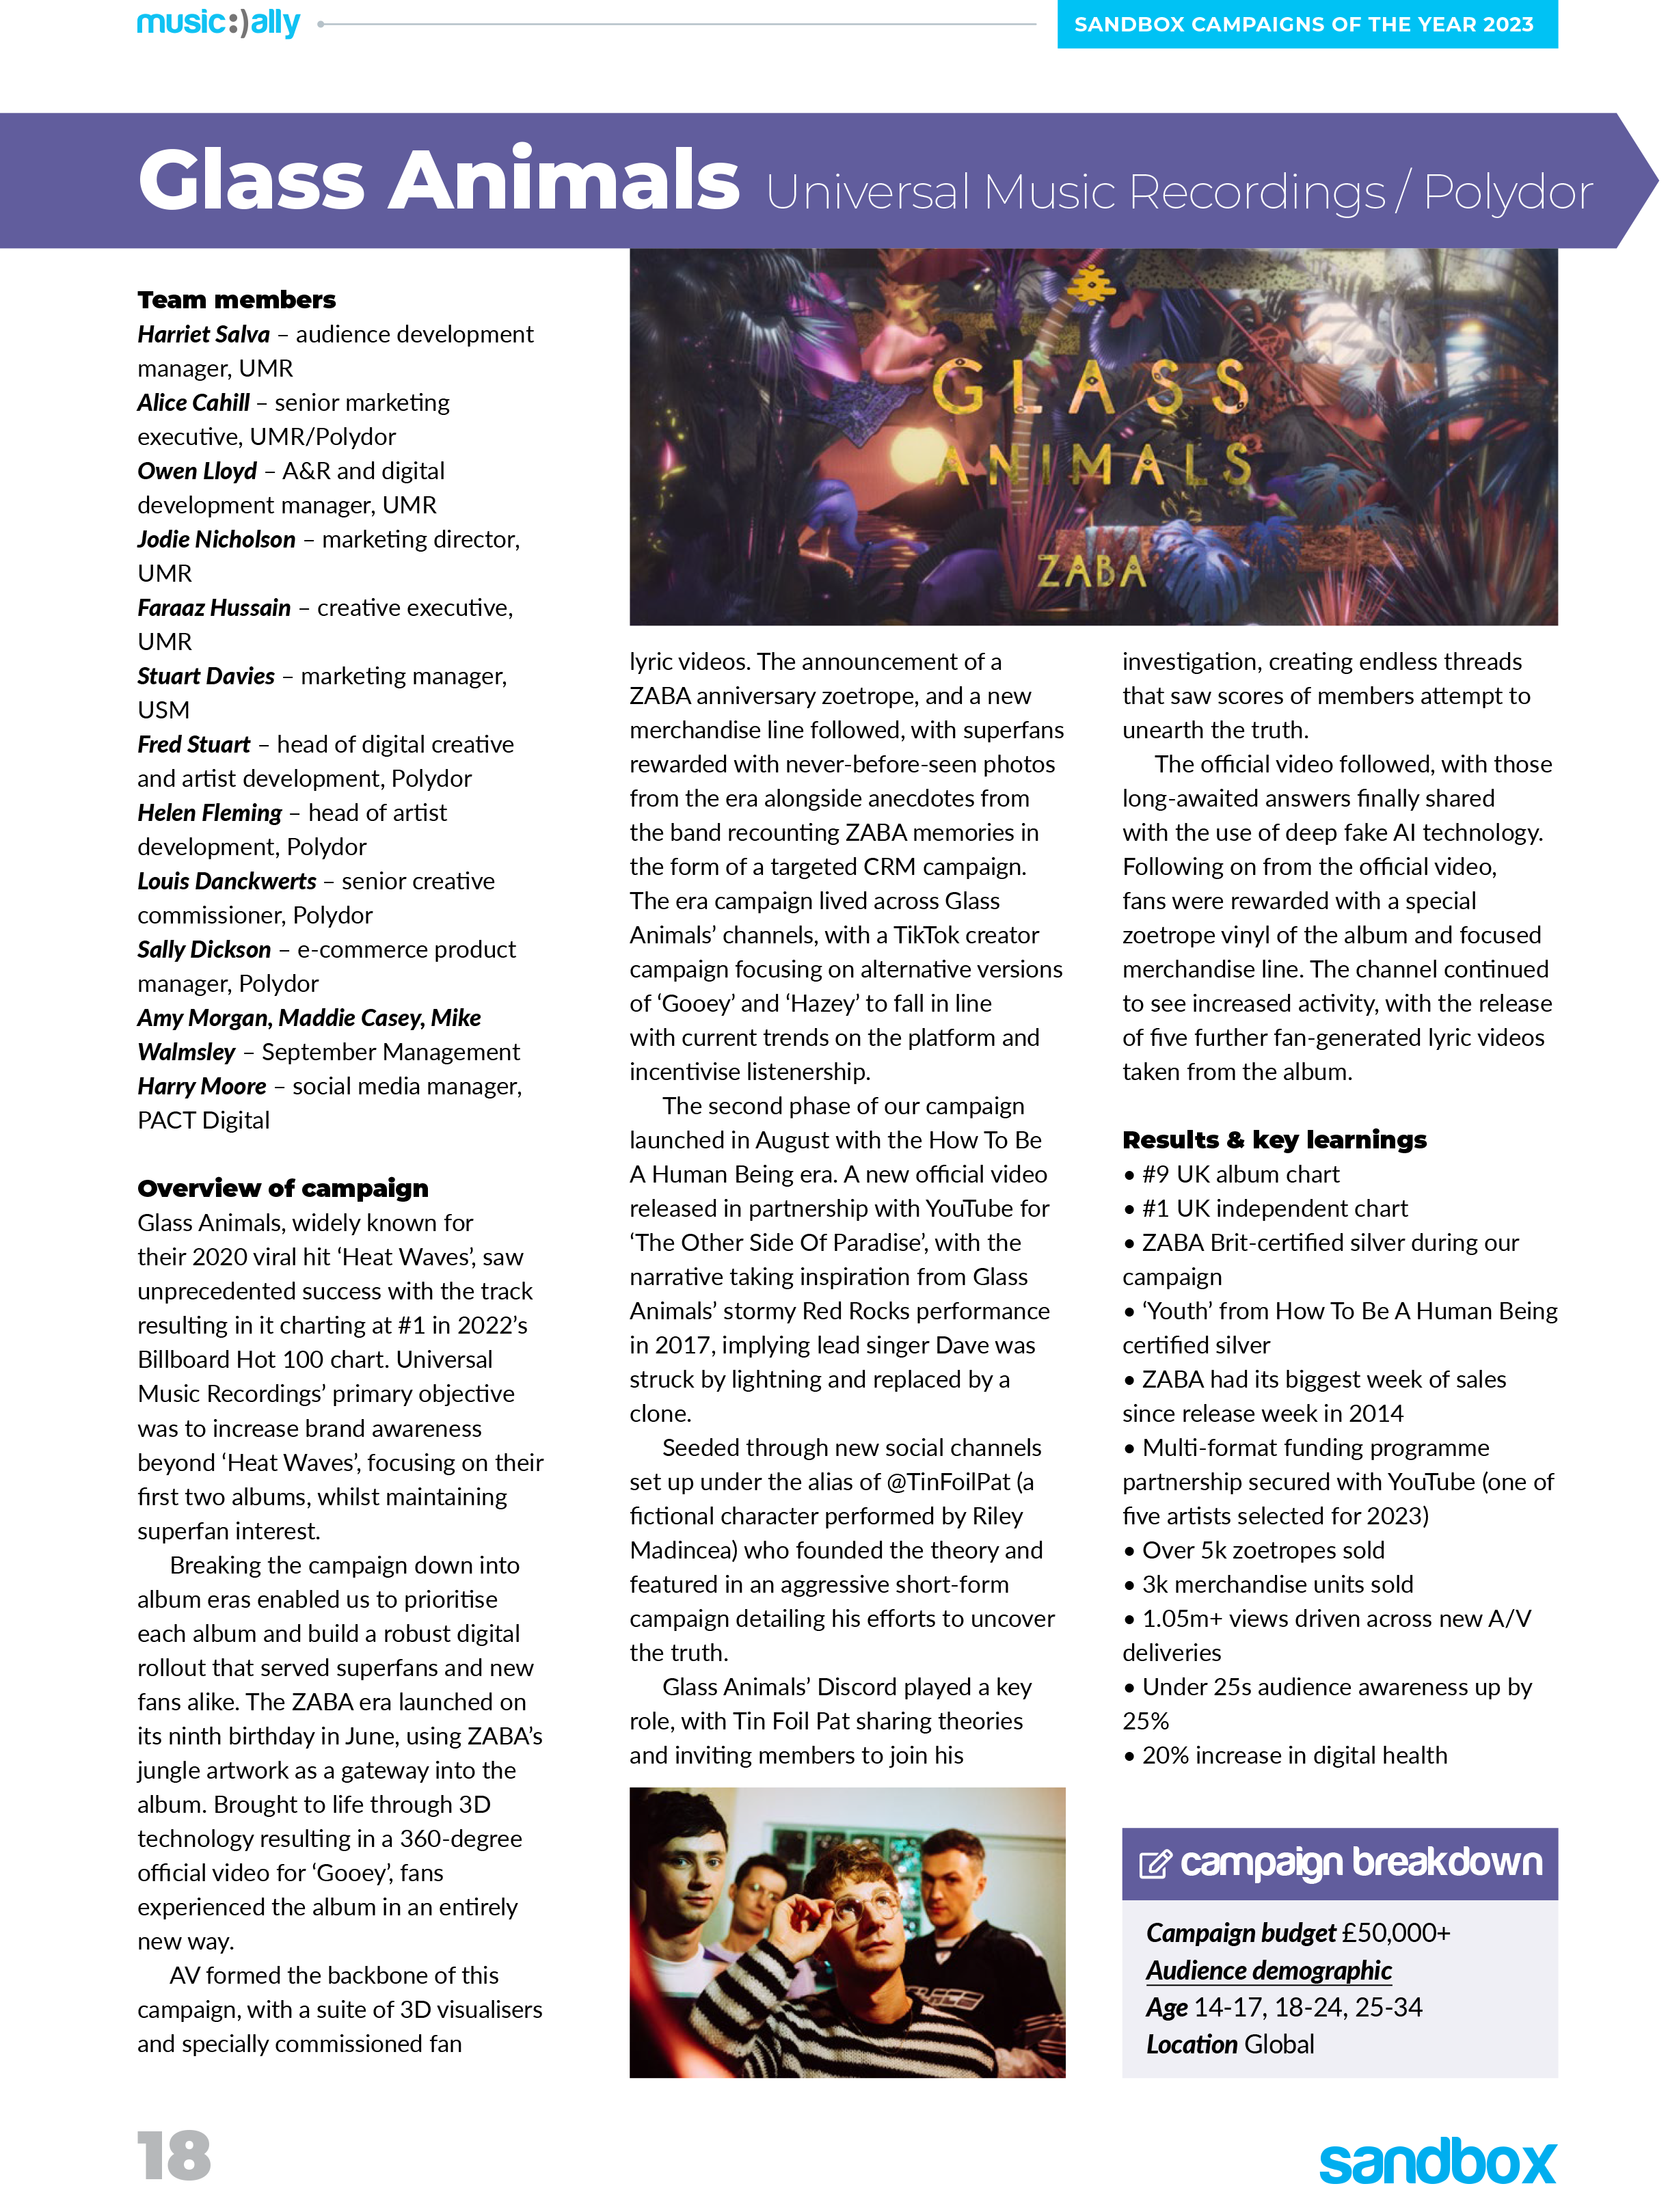 music:)ally
SANDBOX CAMPAIGNS OF THE YEAR 2023
Glass Animals Universal Music Recordings / Polydor
Team members
Harriet Salva – audience development
manager, UMR
Alice Cahill – senior marketing
executive, UMR/Polydor
Owen Lloyd – A&R and digital
development manager, UMR
Jodie Nicholson – marketing director,
UMR
Faraaz Hussain – creative executive,
UMR
Stuart Davies – marketing manager,
USM
Fred Stuart – head of digital creative
and artist development, Polydor
Helen Fleming – head of artist
development, Polydor
Louis Danckwerts – senior creative
commissioner, Polydor
Sally Dickson – e-commerce product
manager, Polydor
Amy Morgan, Maddie Casey, Mike
Walmsley – September Management
Harry Moore – social media manager,
PACT Digital
Overview of campaign
Glass Animals, widely known for
their 2020 viral hit ‘Heat Waves’, saw
unprecedented success with the track
resulting in it charting at #1 in 2022’s
Billboard Hot 100 chart. Universal
Music Recordings’ primary objective
was to increase brand awareness
beyond ‘Heat Waves’, focusing on their
first two albums, whilst maintaining
superfan interest.
Breaking the campaign down into
album eras enabled us to prioritise
each album and build a robust digital
rollout that served superfans and new
fans alike. The ZABA era launched on
its ninth birthday in June, using ZABA’s
jungle artwork as a gateway into the
album. Brought to life through 3D
technology resulting in a 360-degree
official video for ‘Gooey’, fans
experienced the album in an entirely
new way.
AV formed the backbone of this
campaign, with a suite of 3D visualisers
and specially commissioned fan
GLASS
ANIMALS
ZABA
lyric videos. The announcement of a
ZABA anniversary zoetrope, and a new
merchandise line followed, with superfans
rewarded with never-before-seen photos
from the era alongside anecdotes from
the band recounting ZABA memories in
the form of a targeted CRM campaign.
The era campaign lived across Glass
Animals’ channels, with a TikTok creator
campaign focusing on alternative versions
of ‘Gooey’ and ‘Hazey’ to fall in line
with current trends on the platform and
incentivise listenership.
The second phase of our campaign
launched in August with the How To Be
A Human Being era. A new official video
released in partnership with YouTube for
‘The Other Side Of Paradise’, with the
narrative taking inspiration from Glass
Animals’ stormy Red Rocks performance
in 2017, implying lead singer Dave was
struck by lightning and replaced by a
clone.
Seeded through new social channels
set up under the alias of @TinFoilPat (a
fictional character performed by Riley
Madincea) who founded the theory and
featured in an aggressive short-form
campaign detailing his efforts to uncover
the truth.
Glass Animals’ Discord played a key
role, with Tin Foil Pat sharing theories
and inviting members to join his
investigation, creating endless threads
that saw scores of members attempt to
unearth the truth.
The official video followed, with those
long-awaited answers finally shared
with the use of deep fake AI technology.
Following on from the official video,
fans were rewarded with a special
zoetrope vinyl of the album and focused
merchandise line. The channel continued
to see increased activity, with the release
of five further fan-generated lyric videos
taken from the album.
Results & key learnings
• #9 UK album chart
• #1 UK independent chart
• ZABA Brit-certified silver during our
campaign
• ‘Youth’ from How To Be A Human Being
certified silver
• ZABA had its biggest week of sales
since release week in 2014
• Multi-format funding programme
partnership secured with YouTube (one of
five artists selected for 2023)
• Over 5k zoetropes sold
• 3k merchandise units sold
• 1.05m+ views driven across new A/V
deliveries
• Under 25s audience awareness up by
25%
• 20% increase in digital health
campaign breakdown
Campaign budget £50,000+
Audience demographic
Age 14-17, 18-24, 25-34
Location Global
18
sandbox